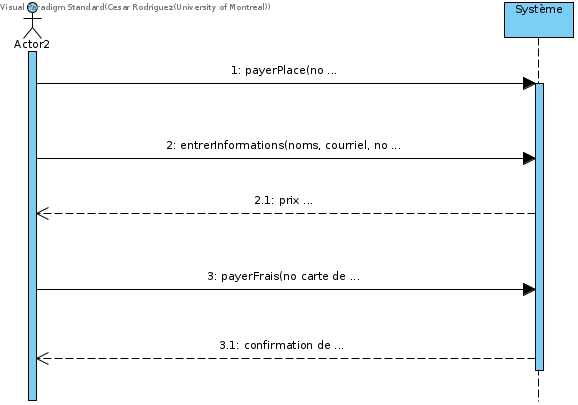 Visual Paradigm Standard(Cesar Rodriguez(University of Montreal))
Système
Actor2
1: payerPlace(no ...
2: entrerInformations(noms, courriel, no ...
2.1: prix ...
3: payerFrais(no carte de ...
3.1: confirmation de ...